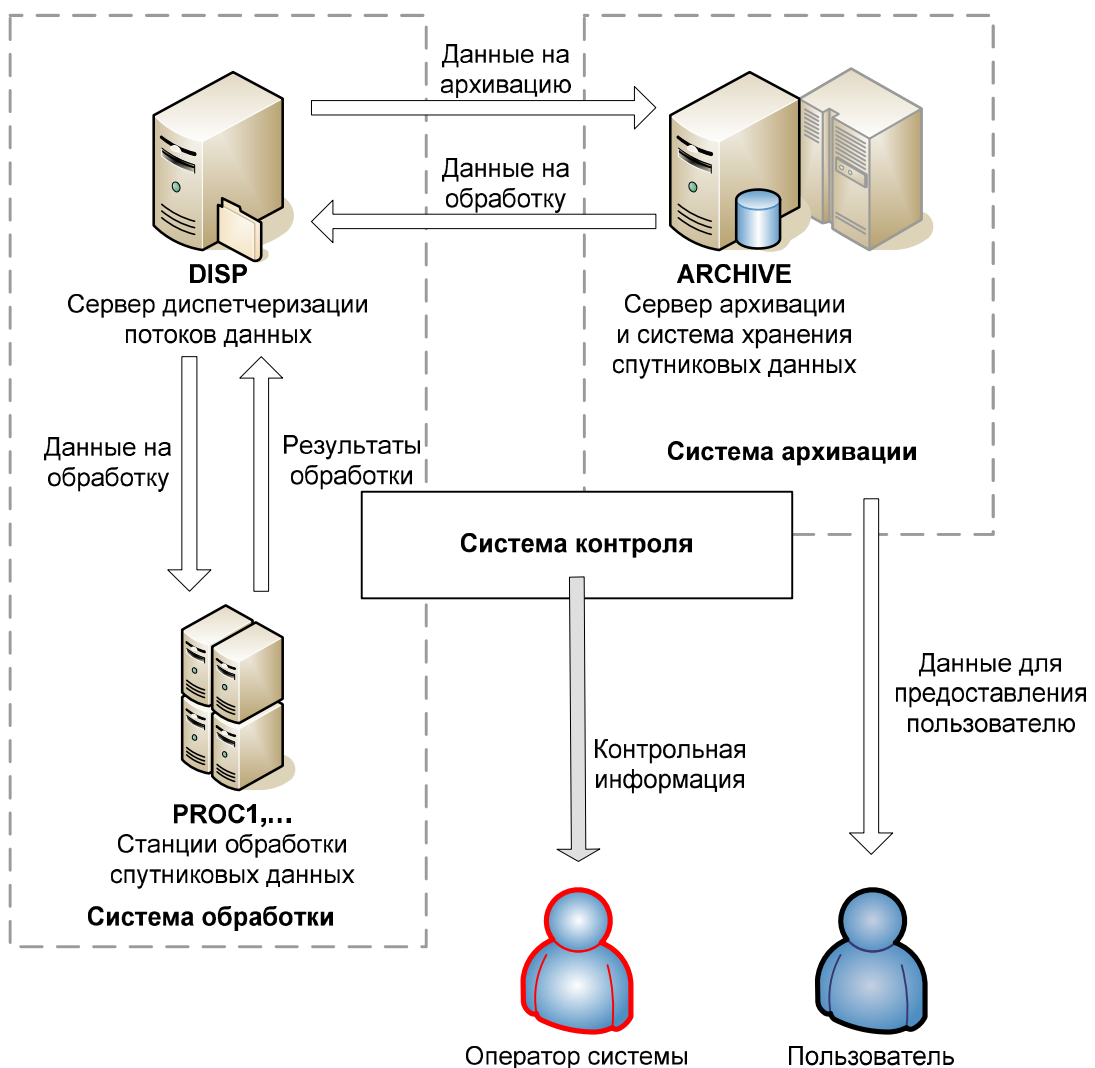 Данные на
архивацию
Данные на
обработку
DISP
Сервер диспетчеризации
потоков данных
ARCHIVE
Сервер архивации
и система хранения
спутниковых данных
Данные на
обработку
Результаты
обработки
Система архивации
Система контроля
Данные для
предоставления
пользователю
Контрольная
информация
PROC1,...
Станции обработки
спутниковых данных
Система обработки
Оператор системы
Пользователь